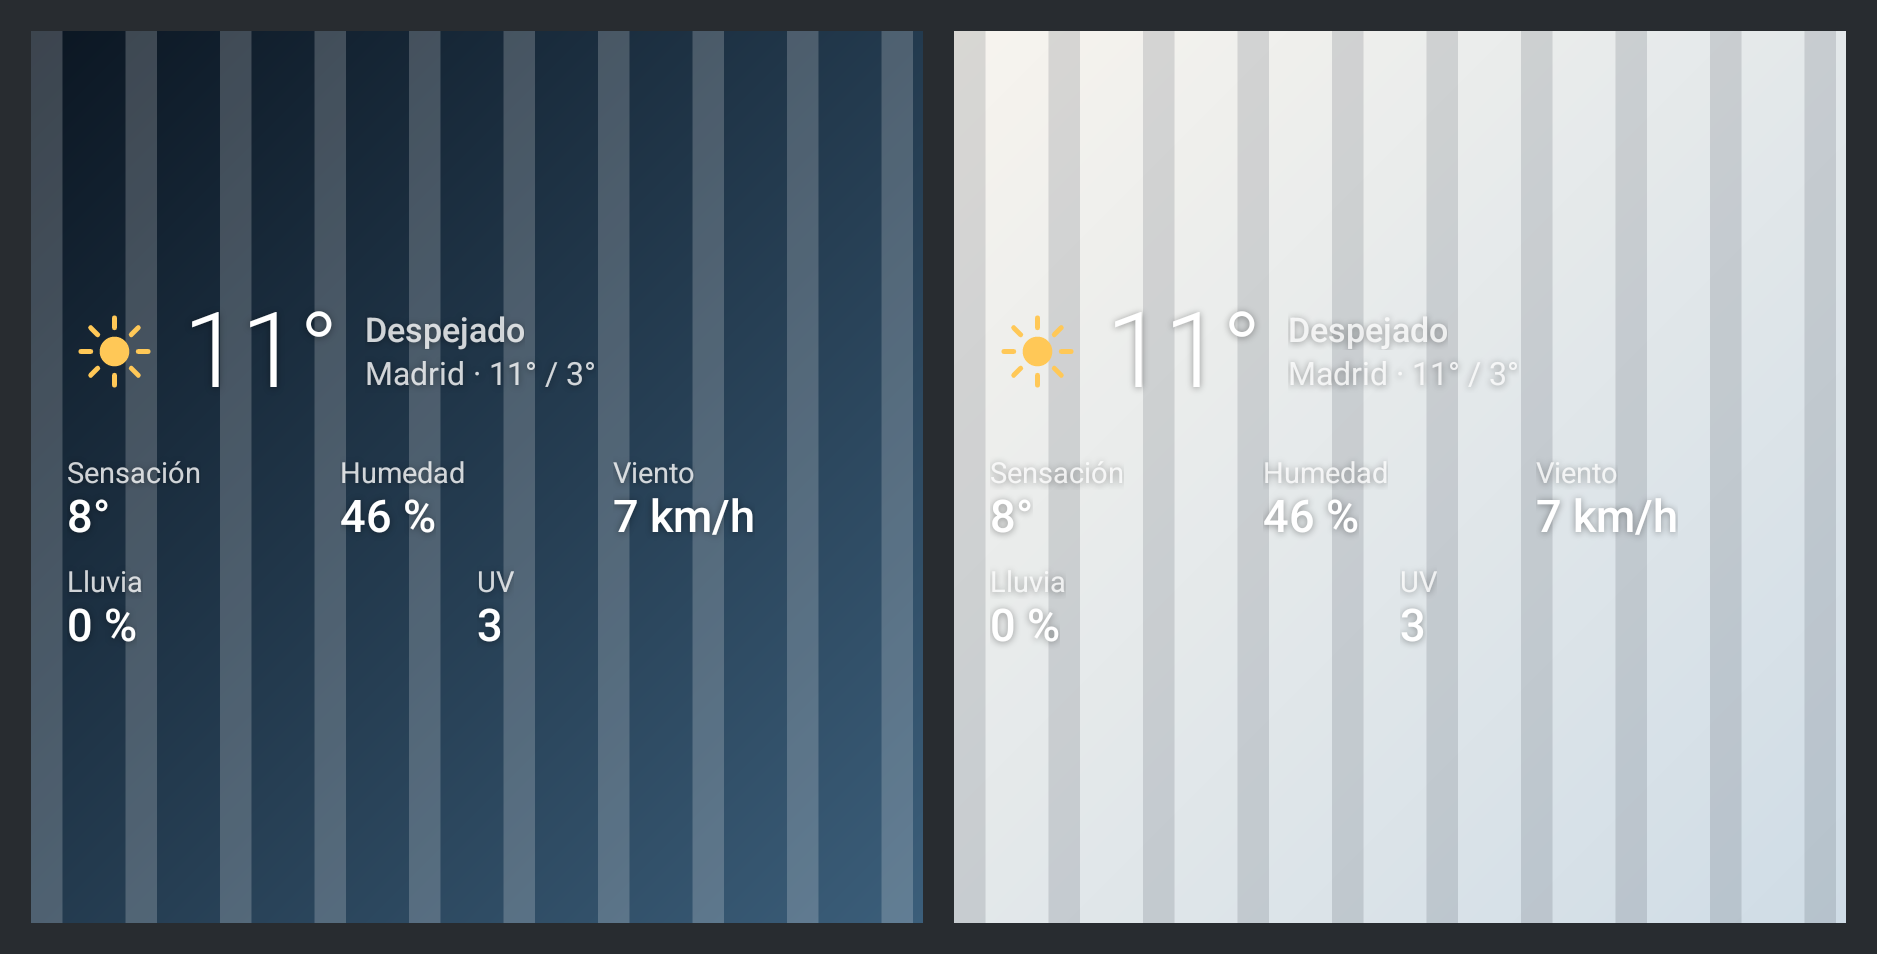 11°
Despejado
Madrid · 11° / 3°
Sensación
8°
Humedad
46 %
Viento
7 km/h
Lluvia
0 %
UV
3
11°
Despejado
Madrid · 11° / 3°
Sensación
8°
Humedad
46 %
Viento
7 km/h
Lluvia
0 %
UV
3